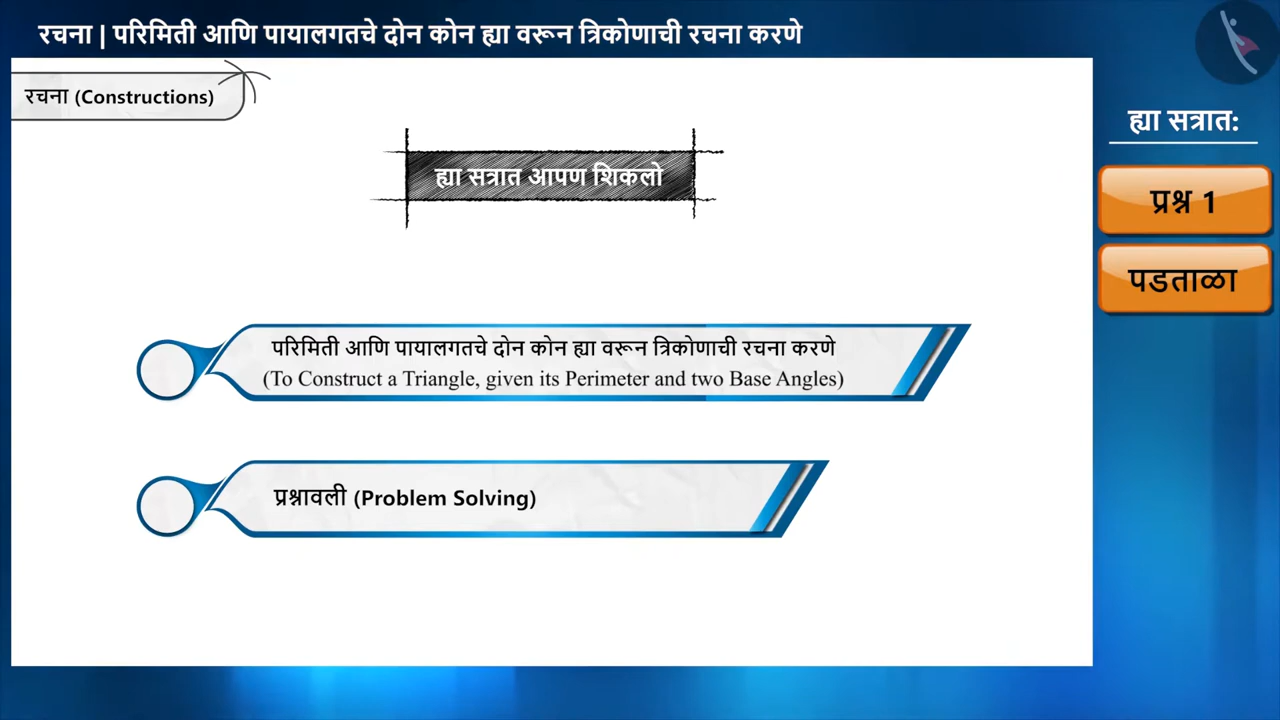 रचना | परिमिती आणि पायालगतचे दोन कोन ह्या वरून त्रिकोणाची रचना करणे
रचना (Constructions)
ह्या सत्रात आपण शिकलो
परिमिती आणि पायालगतचे दोन कोन ह्या वरून त्रिकोणाची रचना करणे
(To Construct a Triangle, given its Perimeter and two Base Angles)
प्रश्नावली (Problem Solving)
ह्या सत्रात:
प्रश्न 1
पडताळा